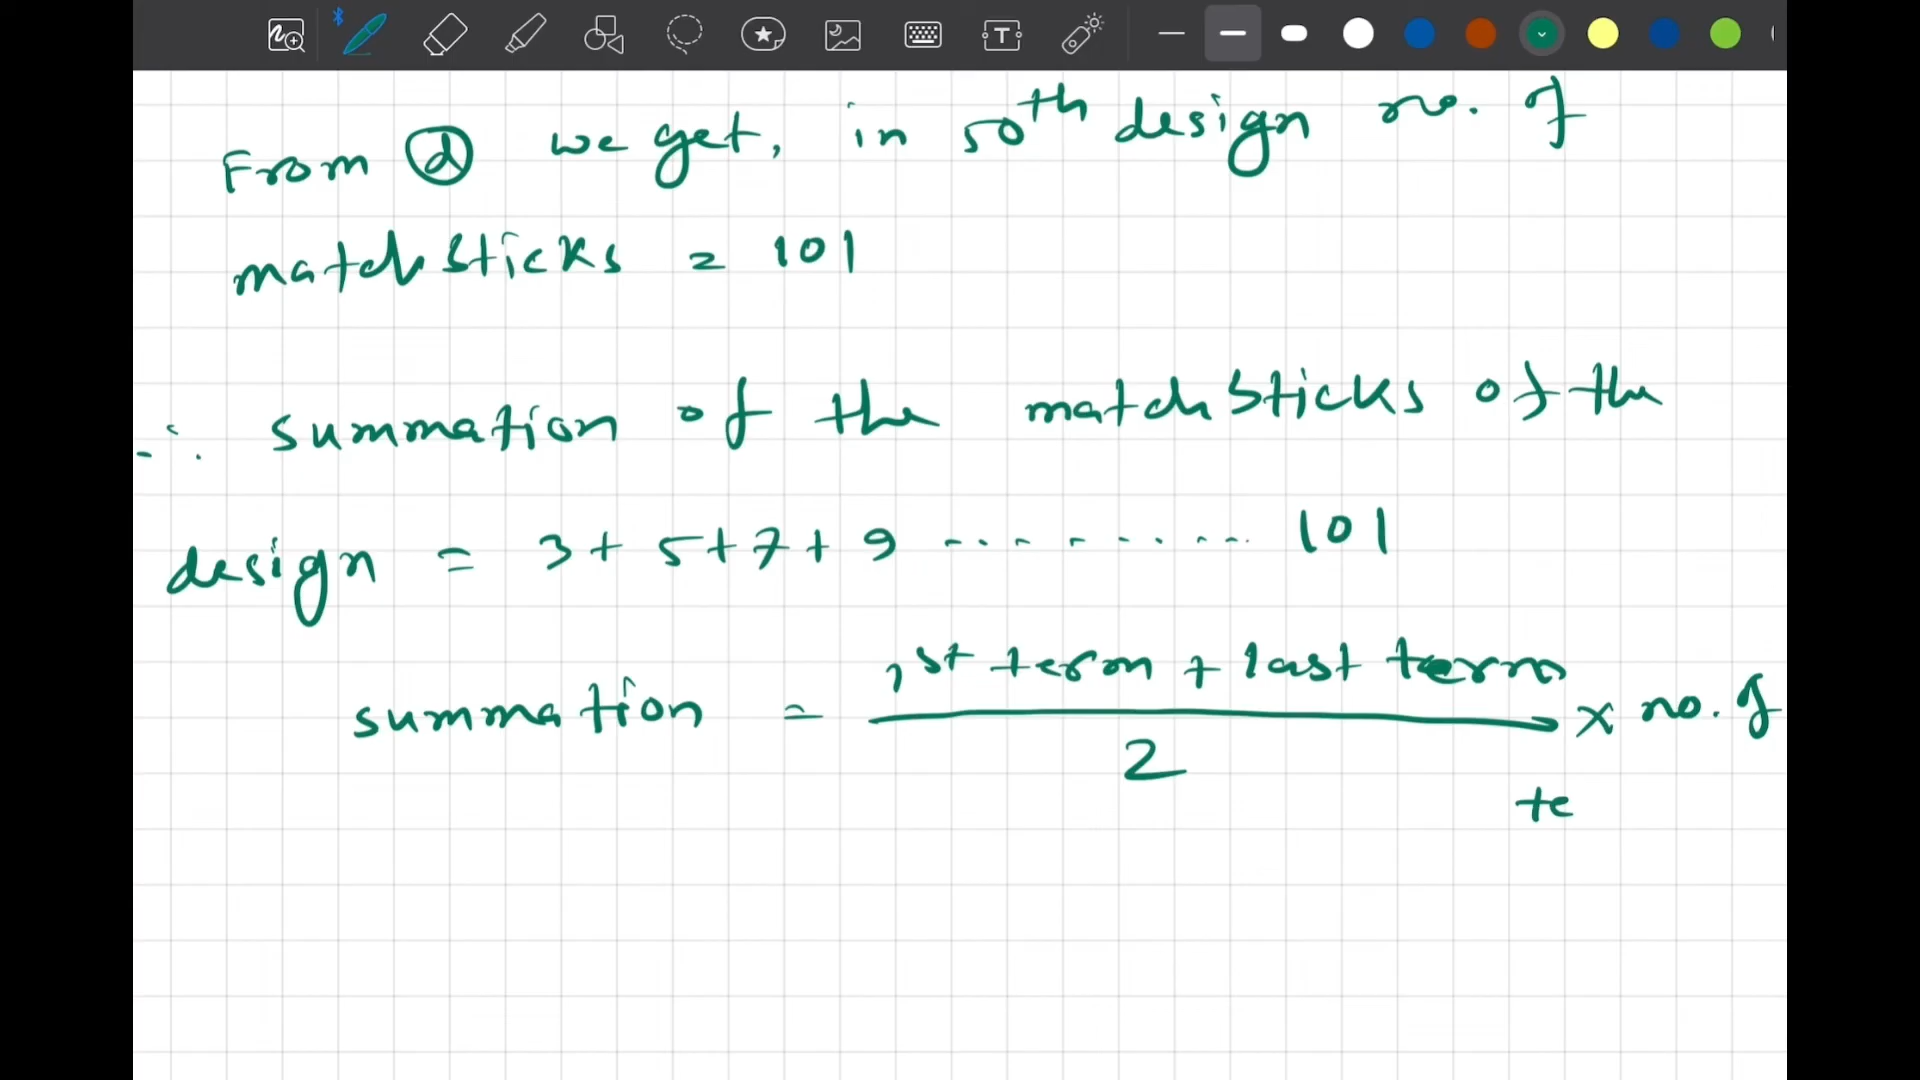 From ⓓ we get, in 50th design no. of
matchsticks = 101
∴ summation of the matchsticks of the
design = 3+ 5+7+ 9 .......... 101
summation = 1st term + last term
2
× no. of
te